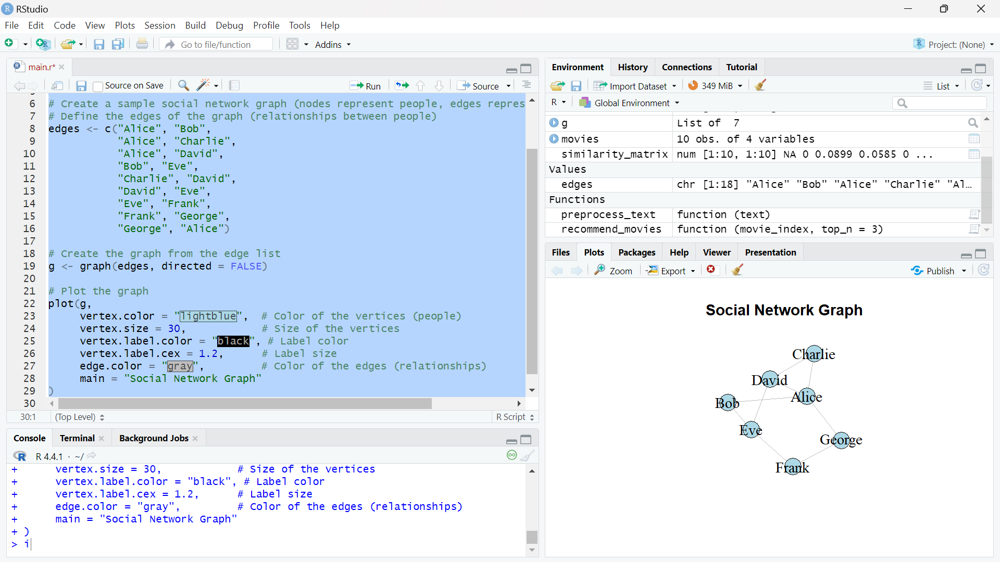 RStudio
File Edit Code View Plots Session Build Debug Profile Tools Help
Go to file/function Addins Project: (None)
main.r*
Source on Save Run Source
6 # Create a sample social network graph (nodes represent people, edges repres
7 # Define the edges of the graph (relationships between people)
8 edges <- c("Alice", "Bob",
9 "Alice", "Charlie",
10 "Alice", "David",
11 "Bob", "Eve",
12 "Charlie", "David",
13 "David", "Eve",
14 "Eve", "Frank",
15 "Frank", "George",
16 "George", "Alice")
17
18 # Create the graph from the edge list
19 g <- graph(edges, directed = FALSE)
20
21 # Plot the graph
22 plot(g,
23 vertex.color = "lightblue", # Color of the vertices (people)
24 vertex.size = 30, # Size of the vertices
25 vertex.label.color = "black", # Label color
26 vertex.label.cex = 1.2, # Label size
27 edge.color = "gray", # Color of the edges (relationships)
28 main = "Social Network Graph"
29 )
30
30:1 (Top Level) R Script
Console Terminal Background Jobs
R 4.4.1 · ~/
+ vertex.size = 30, # Size of the vertices
+ vertex.label.color = "black", # Label color
+ vertex.label.cex = 1.2, # Label size
+ edge.color = "gray", # Color of the edges (relationships)
+ main = "Social Network Graph"
+ )
> i
Environment History Connections Tutorial
Import Dataset 349 MiB List
R Global Environment
g List of 7
movies 10 obs. of 4 variables
similarity_matrix num [1:10, 1:10] NA 0 0.0899 0.0585 0 ...
Values
edges chr [1:18] "Alice" "Bob" "Alice" "Charlie" "Al…
Functions
preprocess_text function (text)
recommend_movies function (movie_index, top_n = 3)
Files Plots Packages Help Viewer Presentation
Zoom Export Publish
Social Network Graph
Charlie
David
Alice
Bob
Eve
George
Frank